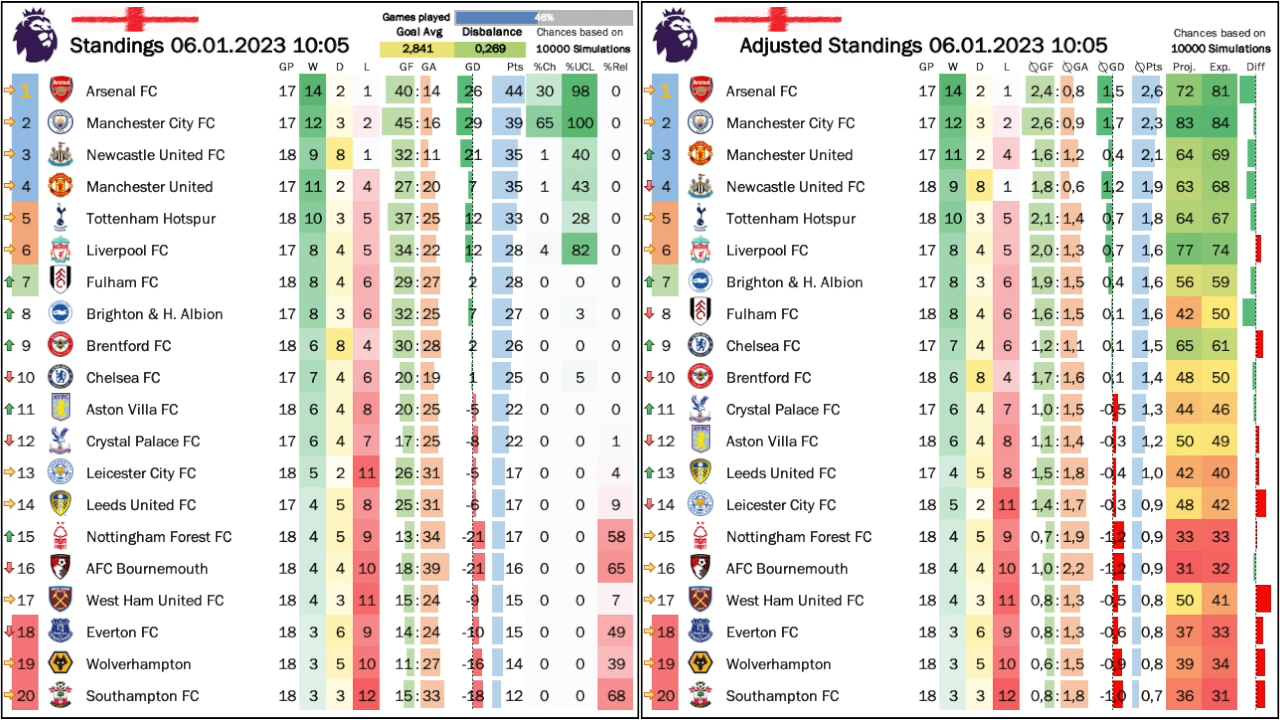 Games played 46%
Goal Avg Disbalance Chances based on
Standings 06.01.2023 10:05 2,841 0,269 10000 Simulations
GP W D L GF GA GD Pts %Ch %UCL %Rel
1 Arsenal FC 17 14 2 1 40 : 14 26 44 30 98 0
2 Manchester City FC 17 12 3 2 45 : 16 29 39 65 100 0
3 Newcastle United FC 18 9 8 1 32 : 11 21 35 1 40 0
4 Manchester United 17 11 2 4 27 : 20 7 35 1 43 0
5 Tottenham Hotspur 18 10 3 5 37 : 25 12 33 0 28 0
6 Liverpool FC 17 8 4 5 34 : 22 12 28 4 82 0
7 Fulham FC 18 8 4 6 29 : 27 2 28 0 0 0
8 Brighton & H. Albion 17 8 3 6 32 : 25 7 27 0 3 0
9 Brentford FC 18 6 8 4 30 : 28 2 26 0 0 0
10 Chelsea FC 17 7 4 6 20 : 19 1 25 0 5 0
11 Aston Villa FC 18 6 4 8 20 : 25 -5 22 0 0 0
12 Crystal Palace FC 17 6 4 7 17 : 25 -8 22 0 0 1
13 Leicester City FC 18 5 2 11 26 : 31 -5 17 0 0 4
14 Leeds United FC 17 4 5 8 25 : 31 -6 17 0 0 9
15 Nottingham Forest FC 18 4 5 9 13 : 34 -21 17 0 0 58
16 AFC Bournemouth 18 4 4 10 18 : 39 -21 16 0 0 65
17 West Ham United FC 18 4 3 11 15 : 24 -9 15 0 0 7
18 Everton FC 18 3 6 9 14 : 24 -10 15 0 0 49
19 Wolverhampton 18 3 5 10 11 : 27 -16 14 0 0 39
20 Southampton FC 18 3 3 12 15 : 33 -18 12 0 0 68
Chances based on
Adjusted Standings 06.01.2023 10:05 10000 Simulations
GP W D L ⌀GF ⌀GA ⌀GD ⌀Pts Proj. Exp. Diff
1 Arsenal FC 17 14 2 1 2,4 : 0,8 1,5 2,6 72 81
2 Manchester City FC 17 12 3 2 2,6 : 0,9 1,7 2,3 83 84
3 Manchester United 17 11 2 4 1,6 : 1,2 0,4 2,1 64 69
4 Newcastle United FC 18 9 8 1 1,8 : 0,6 1,2 1,9 63 68
5 Tottenham Hotspur 18 10 3 5 2,1 : 1,4 0,7 1,8 64 67
6 Liverpool FC 17 8 4 5 2,0 : 1,3 0,7 1,6 77 74
7 Brighton & H. Albion 17 8 3 6 1,9 : 1,5 0,4 1,6 56 59
8 Fulham FC 18 8 4 6 1,6 : 1,5 0,1 1,6 42 50
9 Chelsea FC 17 7 4 6 1,2 : 1,1 0,1 1,5 65 61
10 Brentford FC 18 6 8 4 1,7 : 1,6 0,1 1,4 48 50
11 Crystal Palace FC 17 6 4 7 1,0 : 1,5 -0,5 1,3 44 46
12 Aston Villa FC 18 6 4 8 1,1 : 1,4 -0,3 1,2 50 49
13 Leeds United FC 17 4 5 8 1,5 : 1,8 -0,4 1,0 42 40
14 Leicester City FC 18 5 2 11 1,4 : 1,7 -0,3 0,9 48 42
15 Nottingham Forest FC 18 4 5 9 0,7 : 1,9 -1,2 0,9 33 33
16 AFC Bournemouth 18 4 4 10 1,0 : 2,2 -1,2 0,9 31 32
17 West Ham United FC 18 4 3 11 0,8 : 1,3 -0,5 0,8 50 41
18 Everton FC 18 3 6 9 0,8 : 1,3 -0,6 0,8 37 33
19 Wolverhampton 18 3 5 10 0,6 : 1,5 -0,9 0,8 39 34
20 Southampton FC 18 3 3 12 0,8 : 1,8 -1,0 0,7 36 31